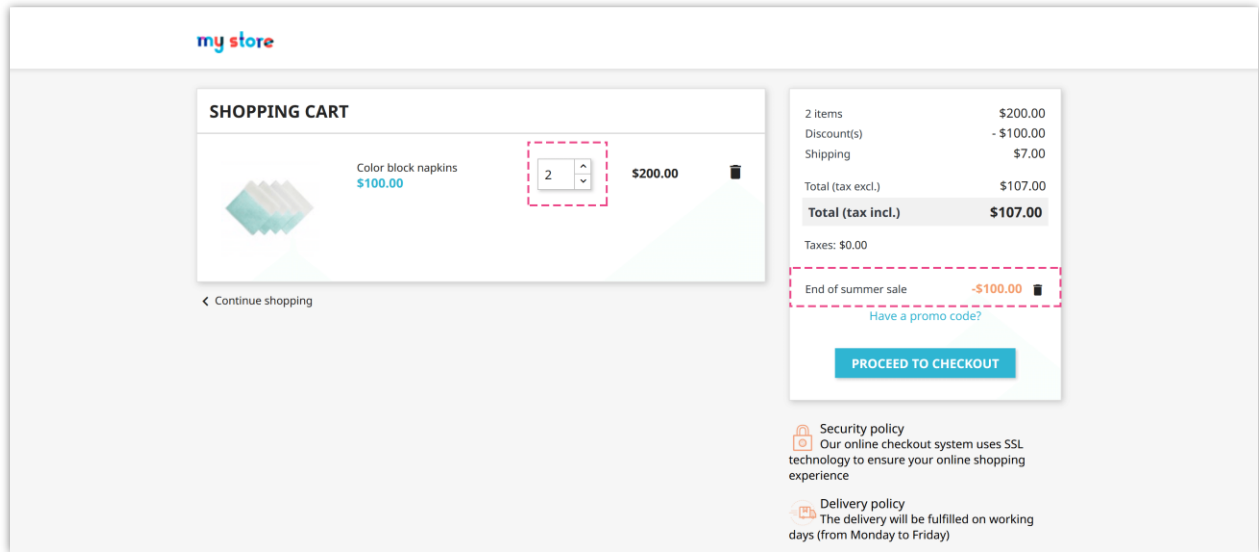 my store
SHOPPING CART
Color block napkins
$100.00
2
$200.00
Continue shopping
2 items $200.00
Discount(s) - $100.00
Shipping $7.00
Total (tax excl.) $107.00
Total (tax incl.) $107.00
Taxes: $0.00
End of summer sale -$100.00
Have a promo code?
PROCEED TO CHECKOUT
Security policy
Our online checkout system uses SSL
technology to ensure your online shopping
experience
Delivery policy
The delivery will be fulfilled on working
days (from Monday to Friday)